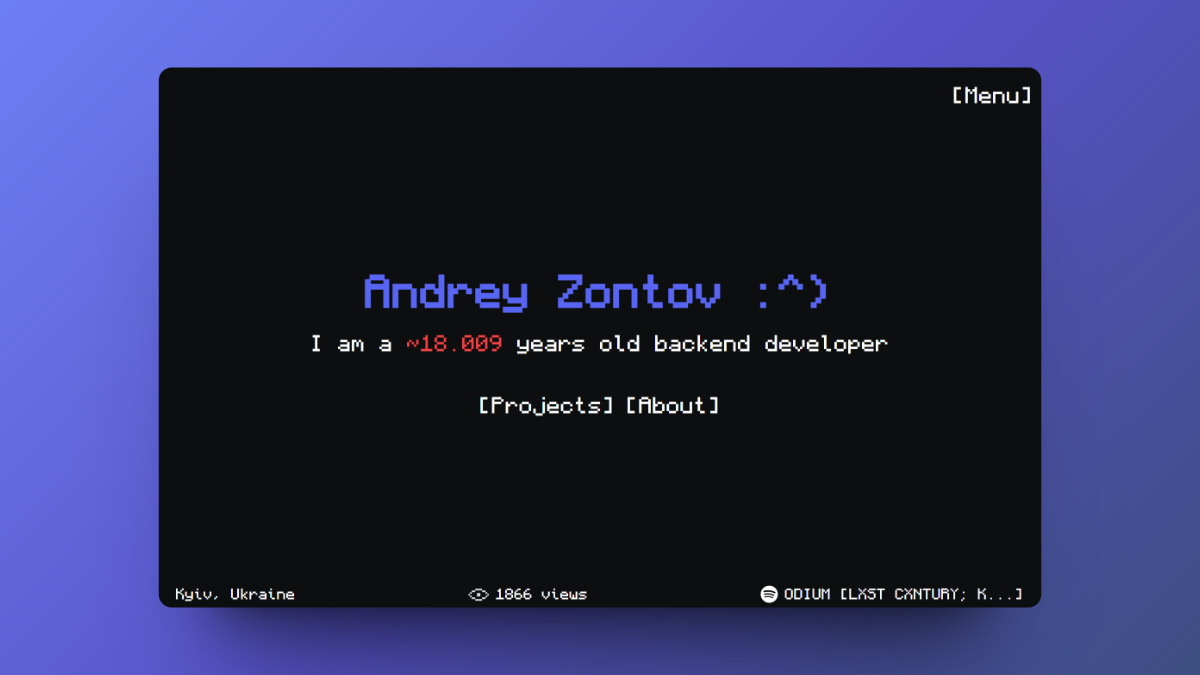 [Menu]
Andrey Zontov :^)
I am a ~18.009 years old backend developer
[Projects] [About]
Kyiv, Ukraine
1866 views
ODIUM [LXST CXNTURY; K...]